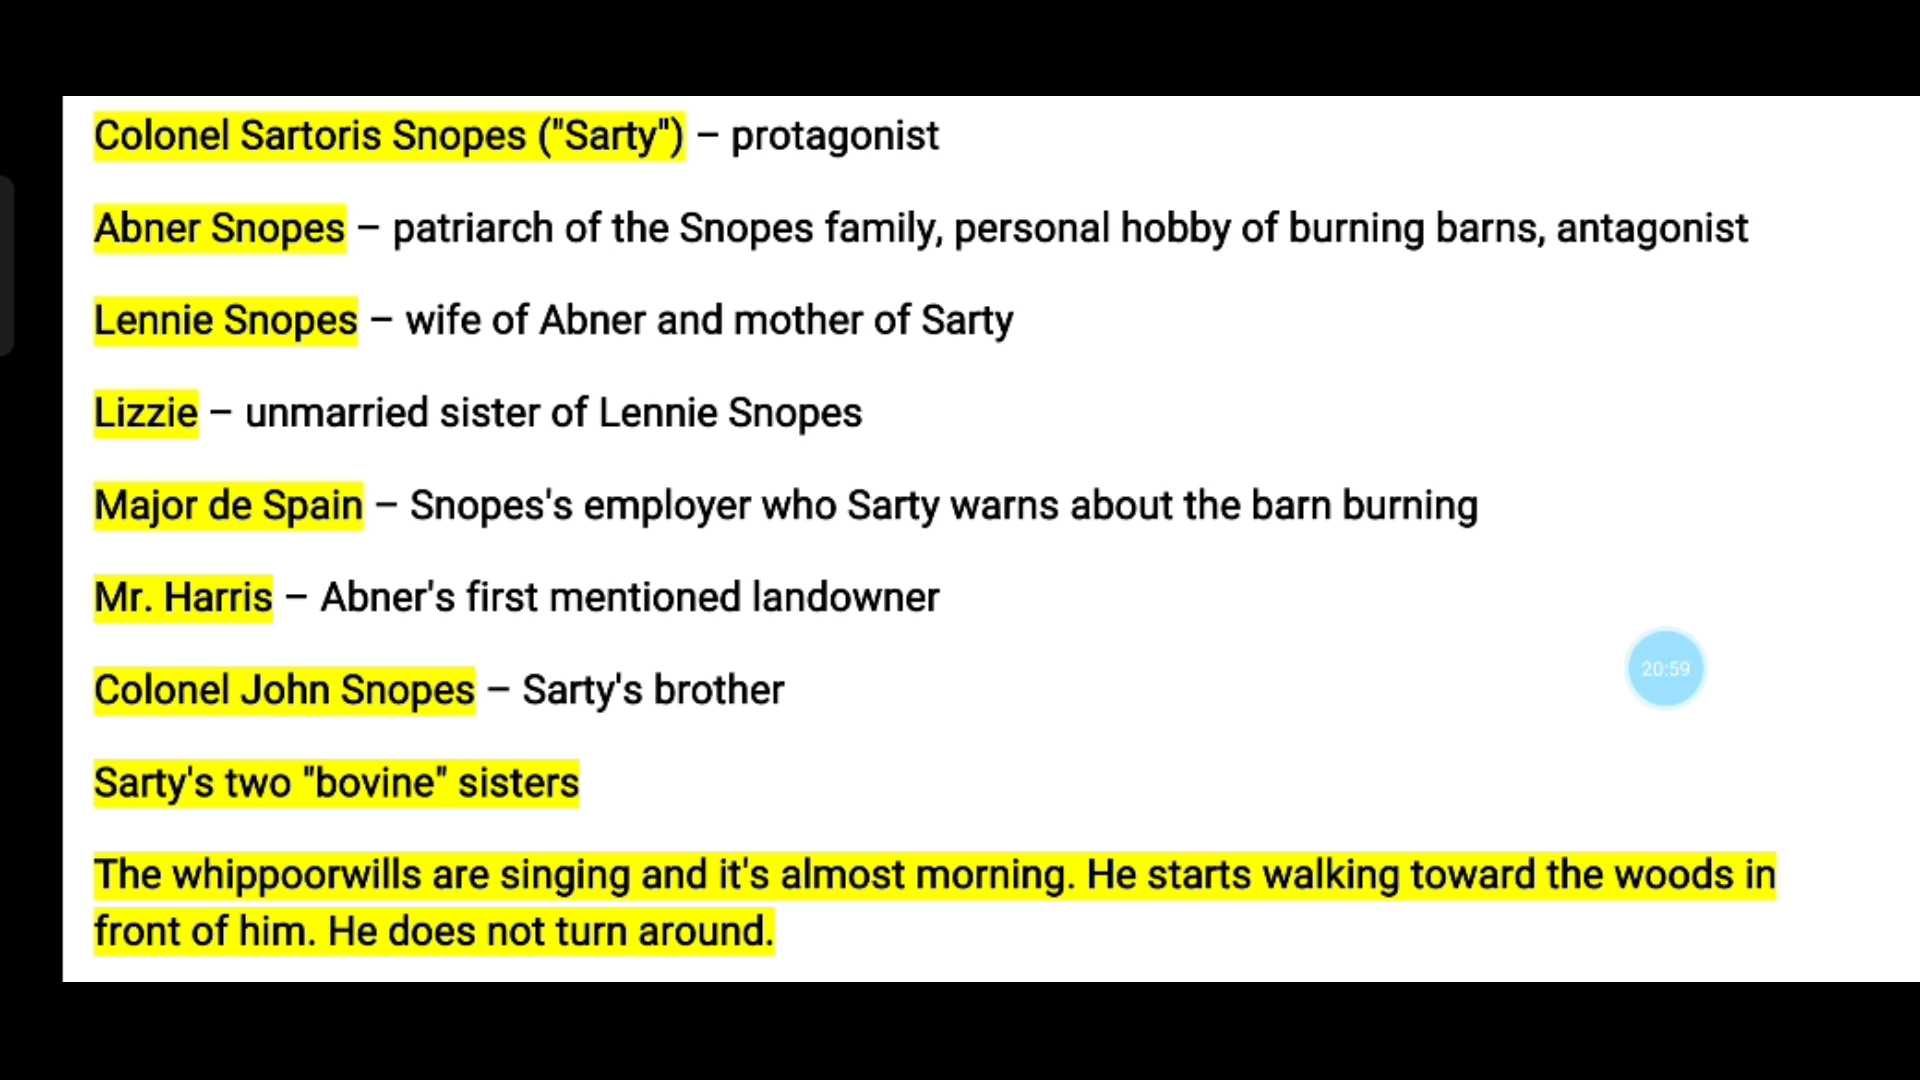 Colonel Sartoris Snopes ("Sarty") – protagonist
Abner Snopes – patriarch of the Snopes family, personal hobby of burning barns, antagonist
Lennie Snopes – wife of Abner and mother of Sarty
Lizzie – unmarried sister of Lennie Snopes
Major de Spain – Snopes's employer who Sarty warns about the barn burning
Mr. Harris – Abner's first mentioned landowner
20:59
Colonel John Snopes – Sarty's brother
Sarty's two "bovine" sisters
The whippoorwills are singing and it's almost morning. He starts walking toward the woods in
front of him. He does not turn around.